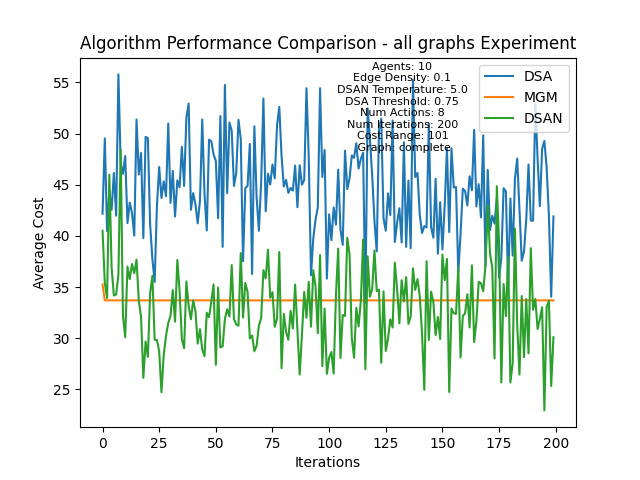 Algorithm Performance Comparison - all graphs Experiment
Agents: 10
Edge Density: 0.1
DSAN Temperature: 5.0
DSA Threshold: 0.75
Num Actions: 8
Num Iterations: 200
Cost Range: 101
Graph: complete
DSA
MGM
DSAN
Average Cost
55
50
45
40
35
30
25
0
25
50
75
100
125
150
175
200
Iterations